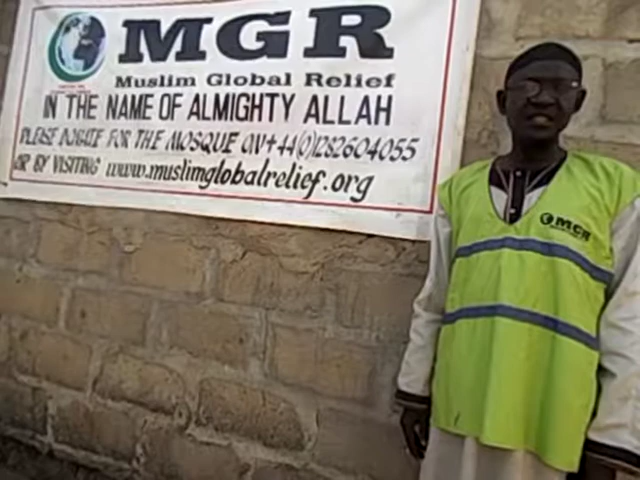 MGR
Muslim Global Relief
IN THE NAME OF ALMIGHTY ALLAH
PLEASE DONATE FOR THE MOSQUE ON +44(0)1282604055
OR BY VISITING www.muslimglobalrelief.org
MGR